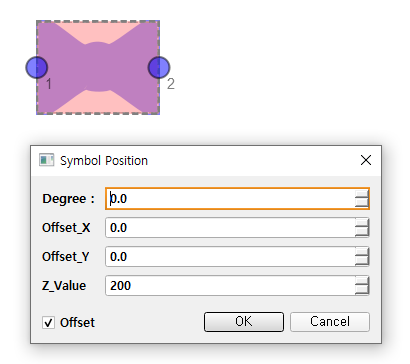 1 2
Symbol Position
Degree : 0.0
Offset_X 0.0
Offset_Y 0.0
Z_Value 200
Offset OK Cancel